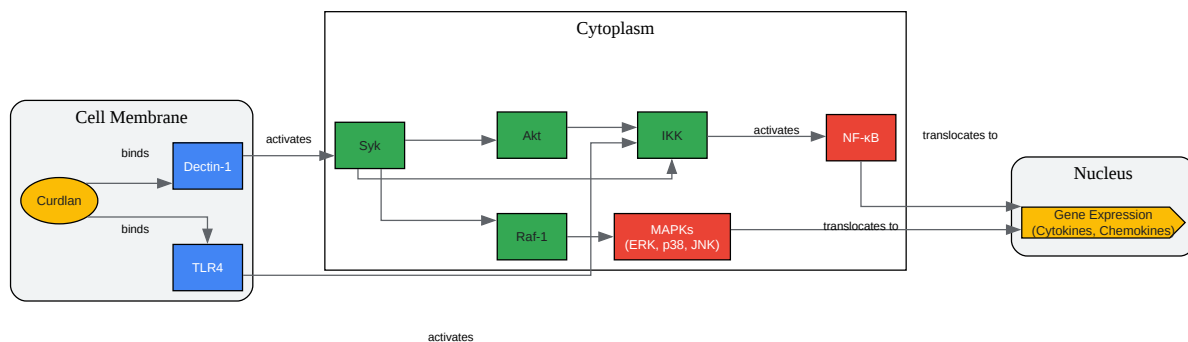 Cytoplasm
Cell Membrane
binds
Dectin-1
activates
Curdlan
binds
TLR4
Syk
Akt
IKK
activates
NF-κB
translocates to
Raf-1
MAPKs
(ERK, p38, JNK)
translocates to
Nucleus
Gene Expression
(Cytokines, Chemokines)
activates